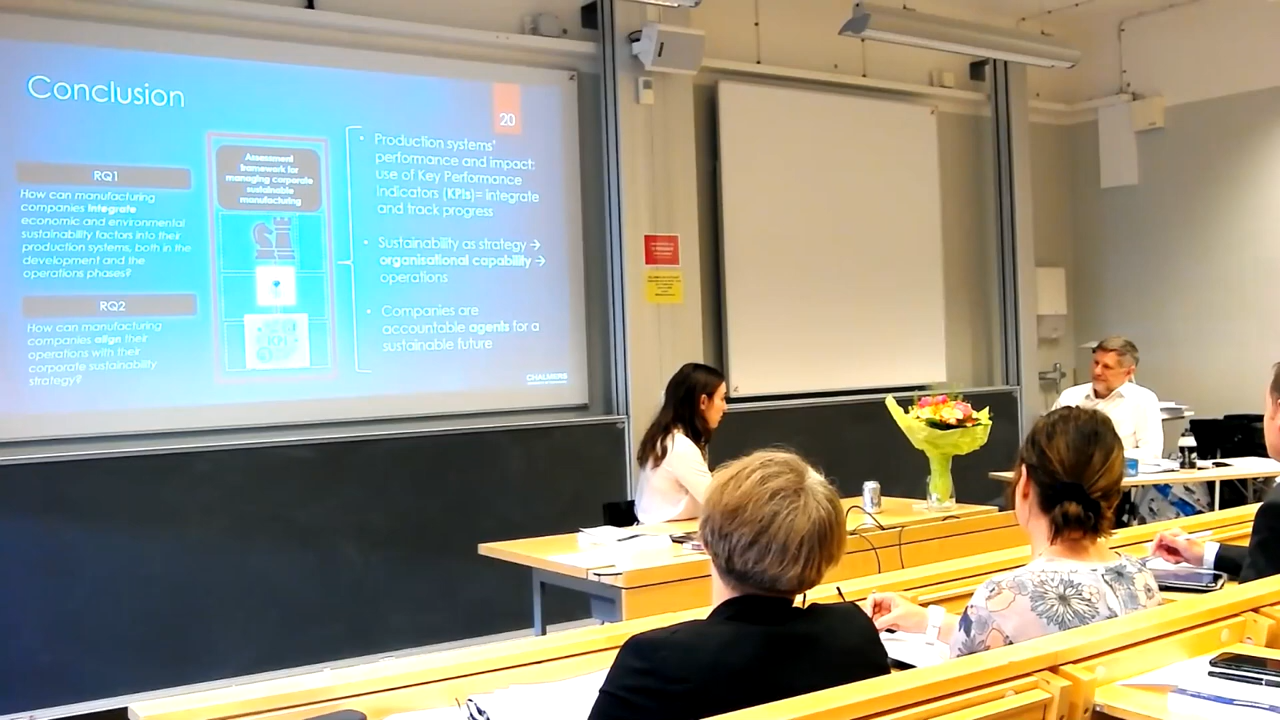 Conclusion
20
RQ1
How can manufacturing
companies integrate
economic and environmental
sustainability factors into their
production systems, both in the
development and the
operations phases?
RQ2
How can manufacturing
companies align their
operations with their
corporate sustainability
strategy?
Assessment
framework for
managing corporate
sustainable
manufacturing
KPI
• Production systems'
performance and impact:
use of Key Performance
Indicators (KPIs)= integrate
and track progress
• Sustainability as strategy →
organisational capability →
operations
• Companies are
accountable agents for a
sustainable future
CHALMERS